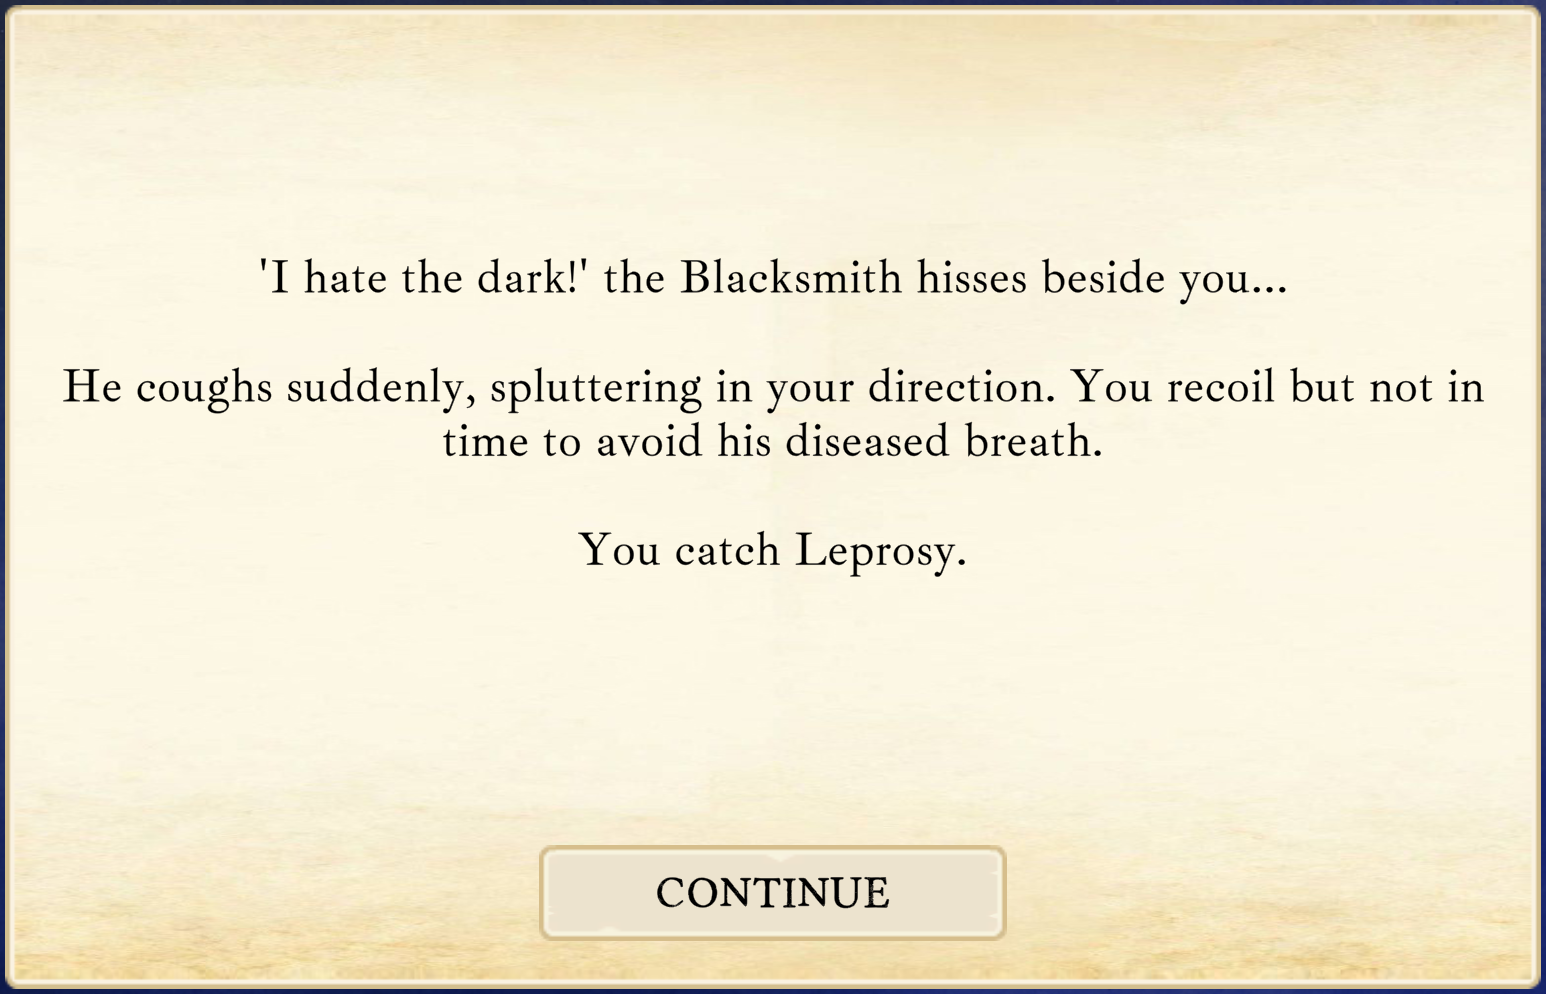 'I hate the dark!' the Blacksmith hisses beside you...
He coughs suddenly, spluttering in your direction. You recoil but not in
time to avoid his diseased breath.
You catch Leprosy.
CONTINUE